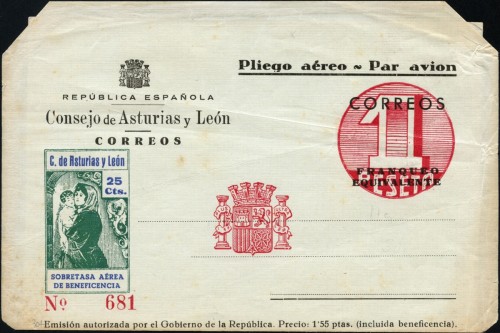 Pliego aéreo ~ Par avion
REPÚBLICA ESPAÑOLA
Consejo de Asturias y León
CORREOS
CORREOS
1
PESETA
FRANQUEO
EQUIVALENTE
C. de Asturias y León
25
Cts.
SOBRETASA AÉREA
DE BENEFICENCIA
Nº 681
Emisión autorizada por el Gobierno de la República. Precio: 1'55 ptas. (incluida beneficencia).